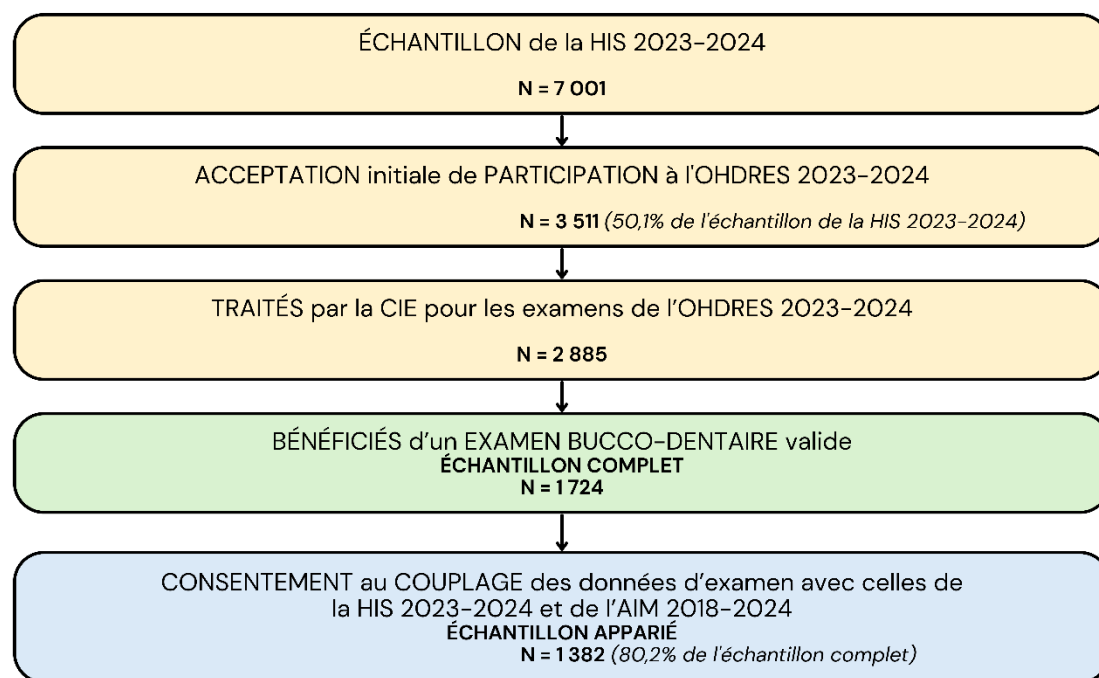 ÉCHANTILLON de la HIS 2023-2024
N = 7 001
ACCEPTATION initiale de PARTICIPATION à l'OHDRES 2023-2024
N = 3 511 (50,1% de l'échantillon de la HIS 2023-2024)
TRAITÉS par la CIE pour les examens de l’OHDRES 2023-2024
N = 2 885
BÉNÉFICIÉS d’un EXAMEN BUCCO-DENTAIRE valide
ÉCHANTILLON COMPLET
N = 1 724
CONSENTEMENT au COUPLAGE des données d’examen avec celles de
la HIS 2023-2024 et de l’AIM 2018-2024
ÉCHANTILLON APPARIÉ
N = 1 382 (80,2% de l'échantillon complet)